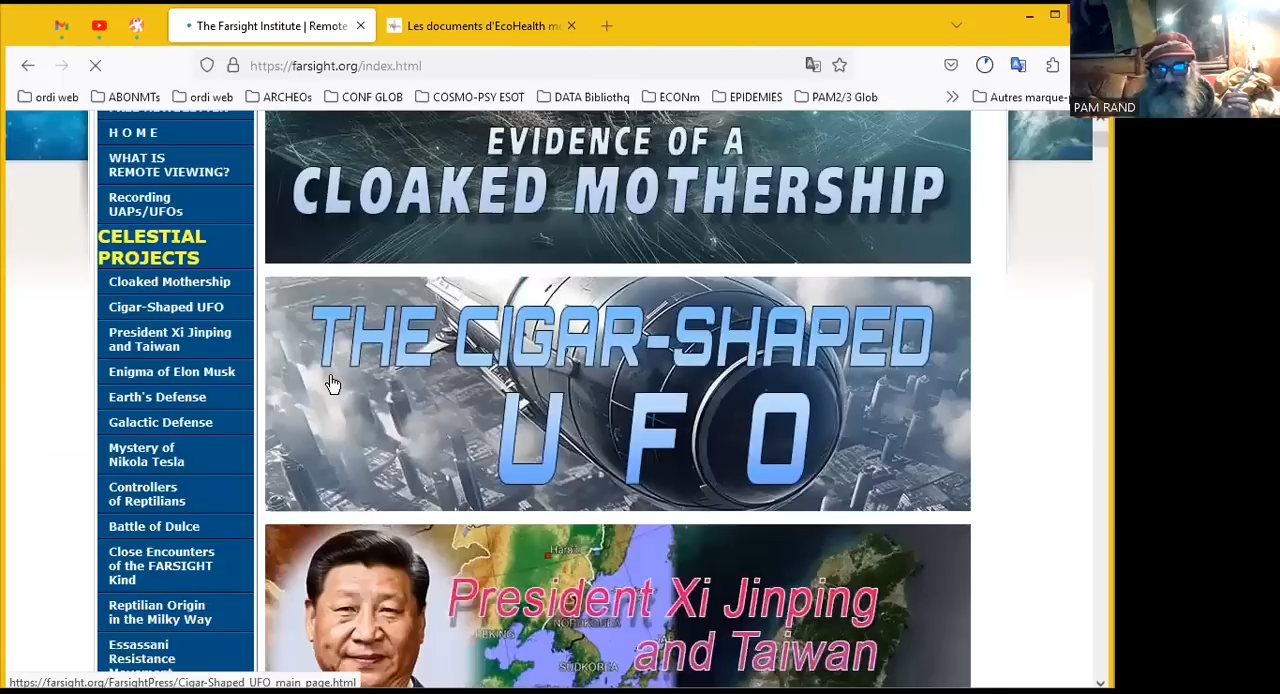 The Farsight Institute | Remote
Les documents d'EcoHealth m
https://farsight.org/index.html
PAM RAND
ordi web
ABONMTs
ordi web
ARCHEOs
CONF GLOB
COSMO-PSY ESOT
DATA Bibliothq
ECONm
EPIDEMIES
PAM2/3 Glob
Autres marque-
H O M E
WHAT IS
REMOTE VIEWING?
Recording
UAPs/UFOs
CELESTIAL
PROJECTS
Cloaked Mothership
Cigar-Shaped UFO
President Xi Jinping
and Taiwan
Enigma of Elon Musk
Earth's Defense
Galactic Defense
Mystery of
Nikola Tesla
Controllers
of Reptilians
Battle of Dulce
Close Encounters
of the FARSIGHT
Kind
Reptilian Origin
in the Milky Way
Essassani
Resistance
EVIDENCE OF A
CLOAKED MOTHERSHIP
THE CIGAR-SHAPED
UFO
President Xi Jinping
and Taiwan
PEKING
SÜDKOREA
https://farsight.org/FarsightPress/Cigar-Shaped_UFO_main_page.html